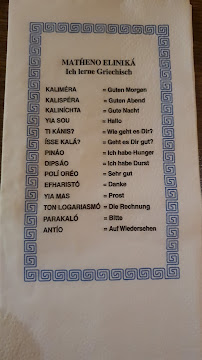 MATHENO ELINIKÁ
Ich lerne Griechisch
KALIMÉRA = Guten Morgen
KALISPÉRA = Guten Abend
KALINÍCHTA = Gute Nacht
YIA SOU = Hallo
TI KÁNIS? = Wie geht es Dir?
ÍSSE KALÁ? = Geht es Dir gut?
PINÁO = Ich habe Hunger
DIPSÁO = Ich habe Durst
POLÍ ORÉO = Sehr gut
EFHARISTÓ = Danke
YIA MAS = Prost
TON LOGARIASMÓ = Die Rechnung
PARAKALÓ = Bitte
ANTÍO = Auf Wiedersehen